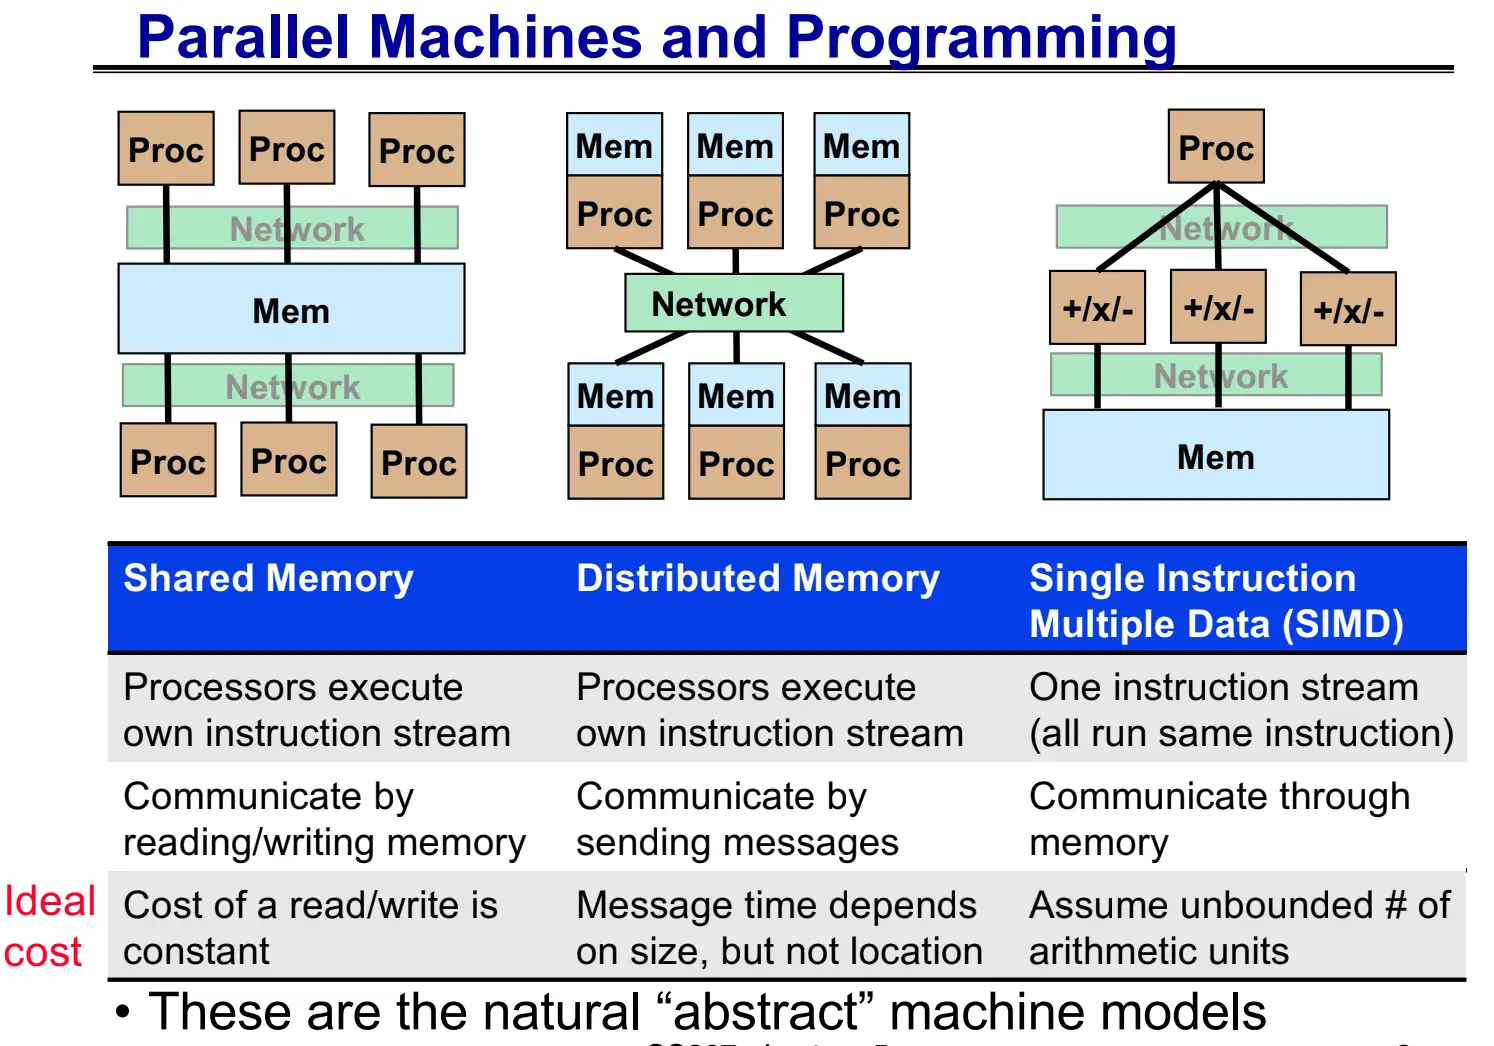 Parallel Machines and Programming
Proc Proc Proc
Network
Mem
Network
Proc Proc Proc
Mem Mem Mem
Proc Proc Proc
Network
Mem Mem Mem
Proc Proc Proc
Proc
Network
+/x/- +/x/- +/x/-
Network
Mem
Shared Memory
Distributed Memory
Single Instruction
Multiple Data (SIMD)
Processors execute
own instruction stream
Processors execute
own instruction stream
One instruction stream
(all run same instruction)
Communicate by
reading/writing memory
Communicate by
sending messages
Communicate through
memory
Ideal
cost
Cost of a read/write is
constant
Message time depends
on size, but not location
Assume unbounded # of
arithmetic units
• These are the natural “abstract” machine models